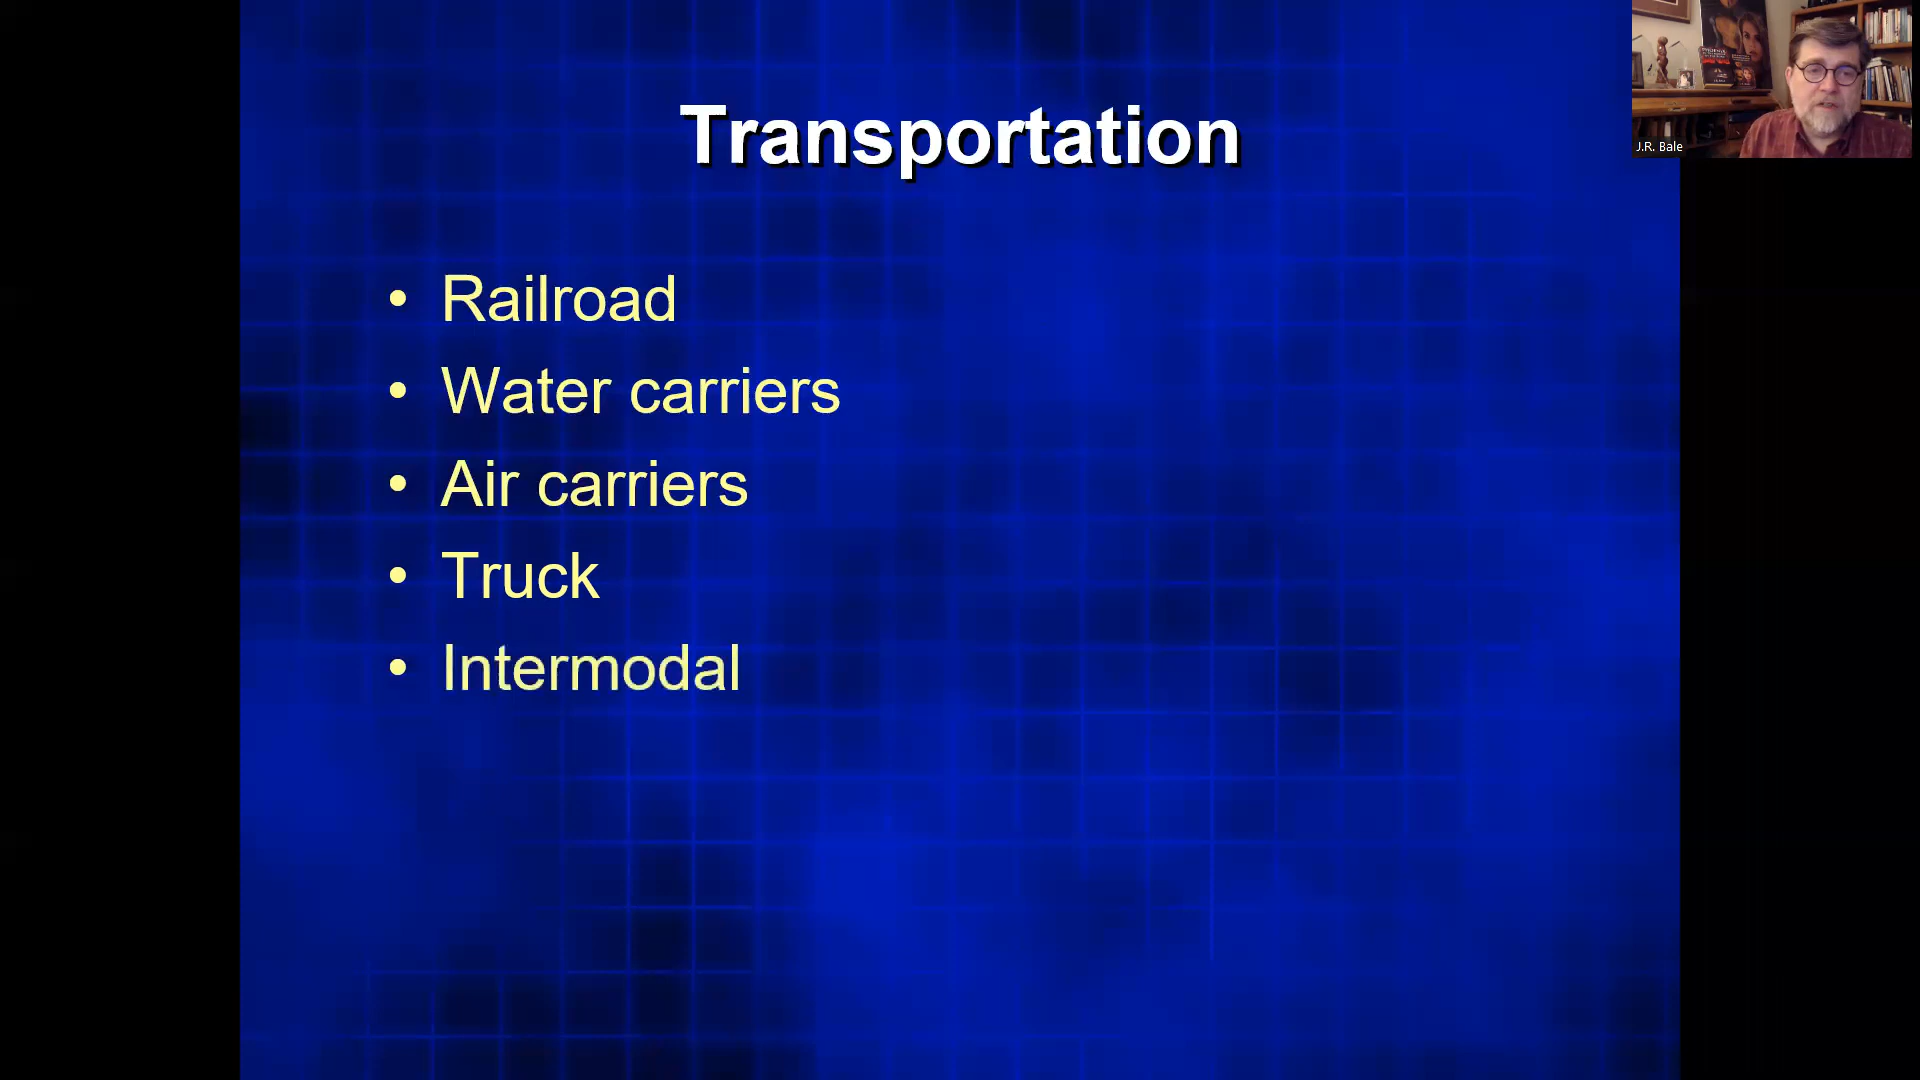 Transportation
• Railroad
• Water carriers
• Air carriers
• Truck
• Intermodal
J.R. Bale